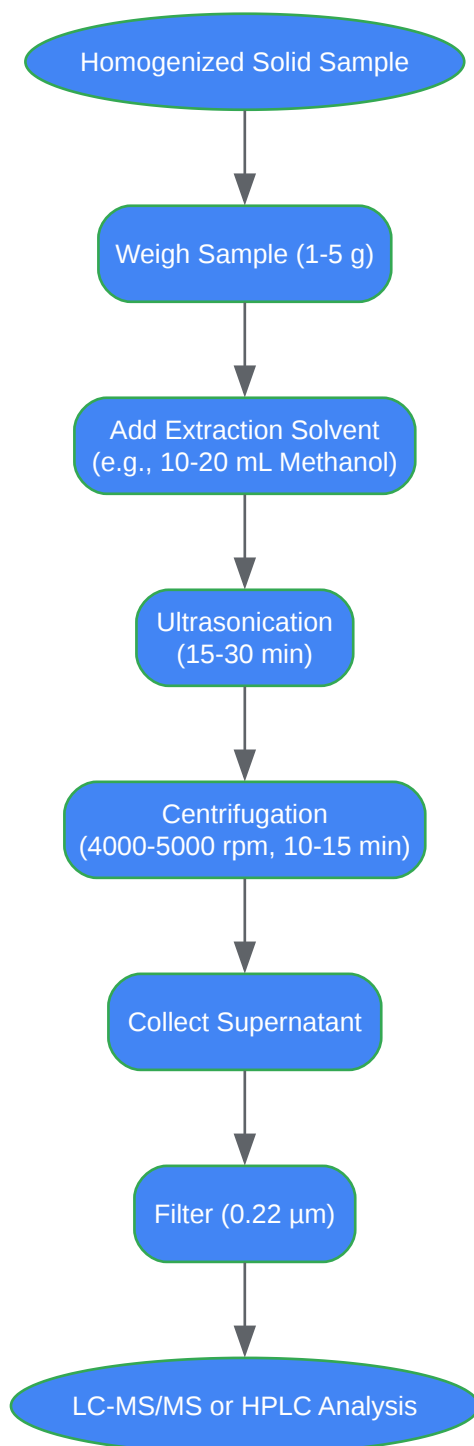 Homogenized Solid Sample
Weigh Sample (1-5 g)
Add Extraction Solvent
(e.g., 10-20 mL Methanol)
Ultrasonication
(15-30 min)
Centrifugation
(4000-5000 rpm, 10-15 min)
Collect Supernatant
Filter (0.22 µm)
LC-MS/MS or HPLC Analysis